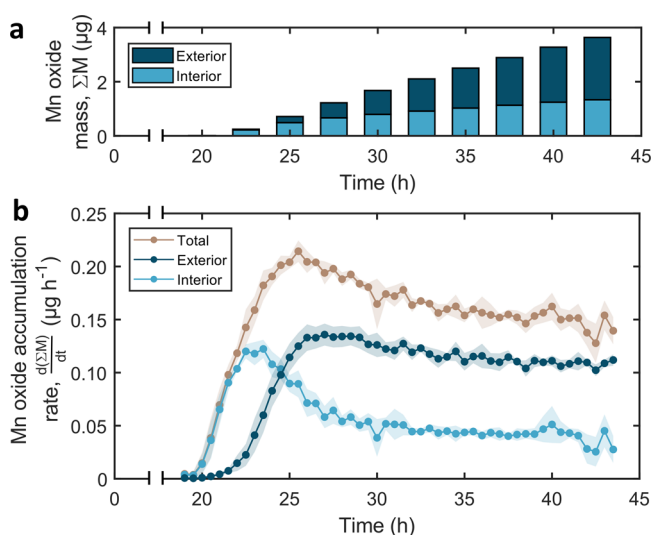 a
Mn oxide
mass, ΣM (µg)
4
2
0
Exterior
Interior
0 20 25 30 35 40 45
Time (h)
b
Mn oxide accumulation
rate, d(ΣM)/dt (µg h⁻¹)
0.25
0.20
0.15
0.10
0.05
0
Total
Exterior
Interior
0 20 25 30 35 40 45
Time (h)